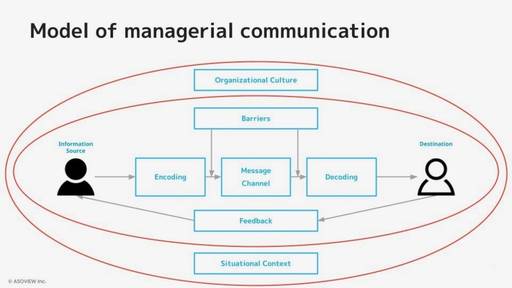 Model of managerial communication
Organizational Culture
Barriers
Information
Source
Destination
Encoding
Message
Channel
Decoding
Feedback
Situational Context
© ASOVIEW Inc.